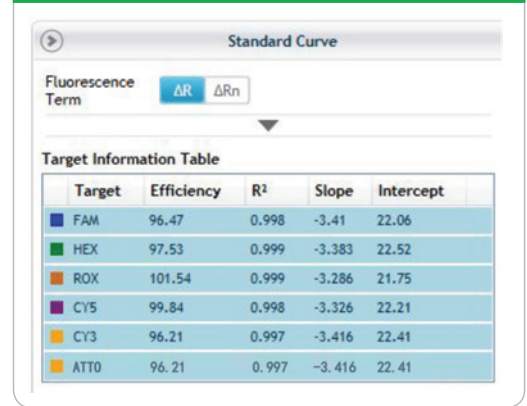 Standard Curve
Fluorescence Term ΔR ΔRn
Target Information Table
Target Efficiency R² Slope Intercept
FAM 96.47 0.998 -3.41 22.06
HEX 97.53 0.999 -3.383 22.52
ROX 101.54 0.999 -3.286 21.75
CY5 99.84 0.998 -3.326 22.21
CY3 96.21 0.997 -3.416 22.41
ATTO 96. 21 0. 997 -3. 416 22. 41